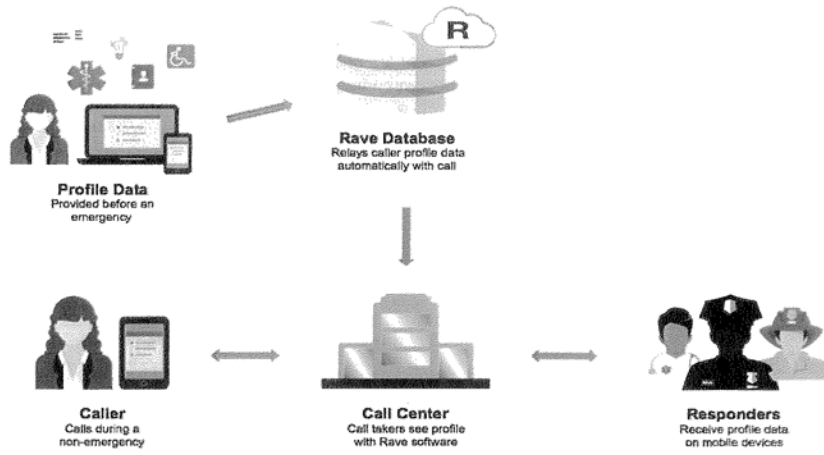 R
Rave Database
Relays caller profile data
automatically with call
Profile Data
Provided before an
emergency
Caller
Calls during a
non-emergency
Call Center
Call takers see profile
with Rave software
Responders
Receive profile data
on mobile devices